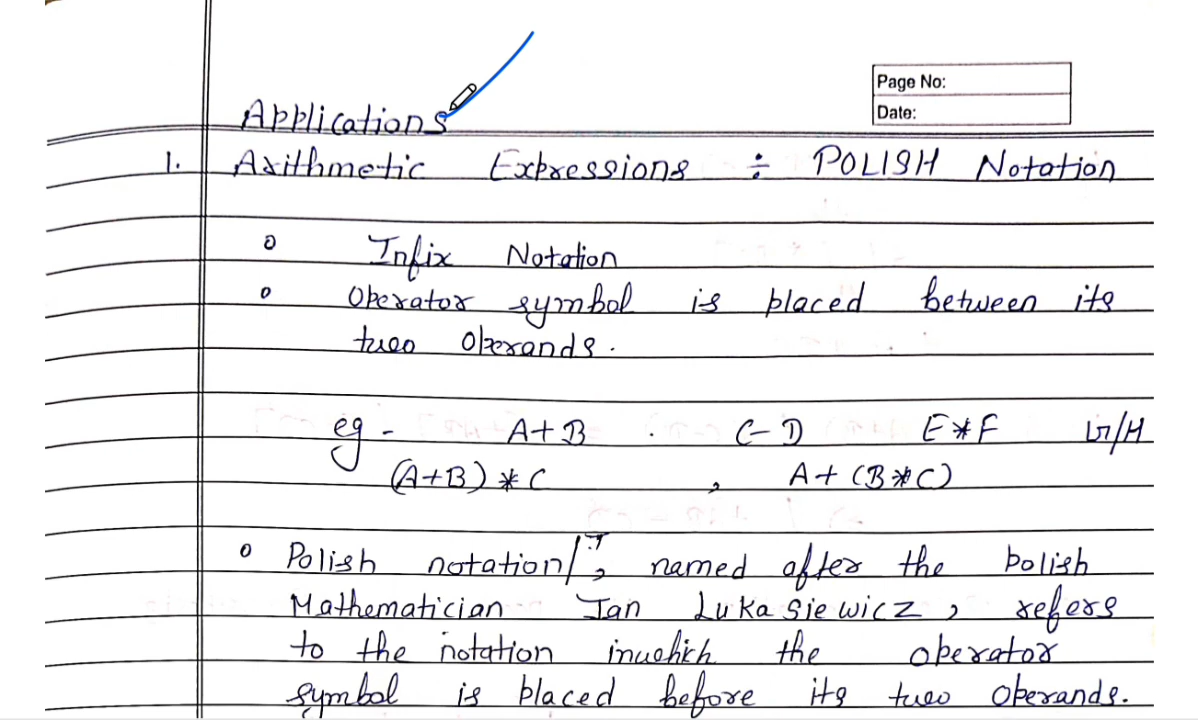 Page No:
Date:
Applications
1. Arithmetic Expressions ÷ POLISH Notation
o Infix Notation
o Operator symbol is placed between its
two Operands.
eg - A+B . C-D E*F G/H
(A+B) * C , A+ (B*C)
o Polish notation/ , named after the polish
Mathematician Jan Lukasiewicz , refers
to the notation inwhich the operator
symbol is placed before its two Operands.